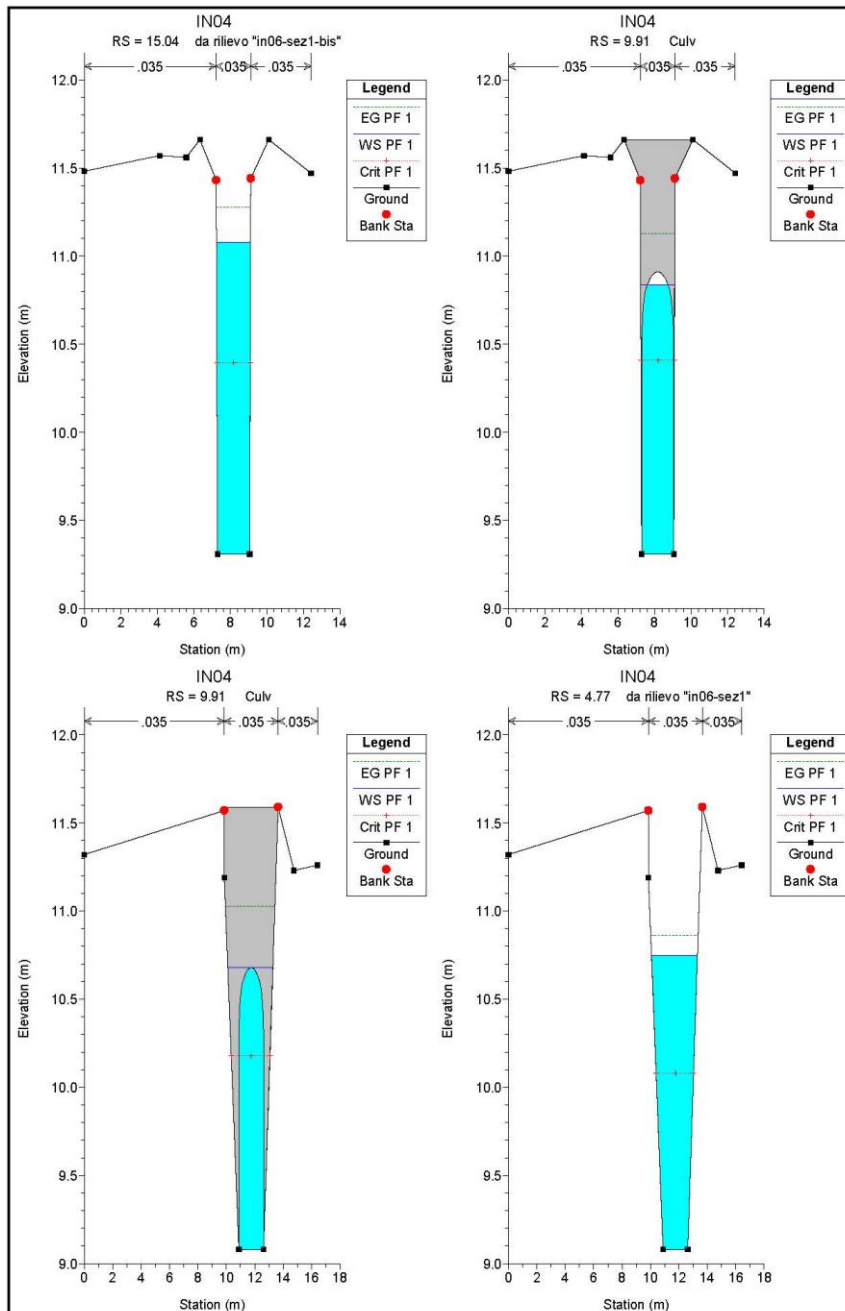 IN04
RS = 15.04 da rilievo "in06-sez1-bis"
.035 .035 .035
12.0
11.5
11.0
10.5
10.0
9.5
9.0
Elevation (m)
0 2 4 6 8 10 12 14
Station (m)
Legend
EG PF 1
WS PF 1
Crit PF 1
Ground
Bank Sta
IN04
RS = 9.91 Culv
.035 .035 .035
12.0
11.5
11.0
10.5
10.0
9.5
9.0
Elevation (m)
0 2 4 6 8 10 12 14
Station (m)
Legend
EG PF 1
WS PF 1
Crit PF 1
Ground
Bank Sta
IN04
RS = 9.91 Culv
.035 .035 .035
12.0
11.5
11.0
10.5
10.0
9.5
9.0
Elevation (m)
0 2 4 6 8 10 12 14 16 18
Station (m)
Legend
EG PF 1
WS PF 1
Crit PF 1
Ground
Bank Sta
IN04
RS = 4.77 da rilievo "in06-sez1"
.035 .035 .035
12.0
11.5
11.0
10.5
10.0
9.5
9.0
Elevation (m)
0 2 4 6 8 10 12 14 16 18
Station (m)
Legend
EG PF 1
WS PF 1
Crit PF 1
Ground
Bank Sta